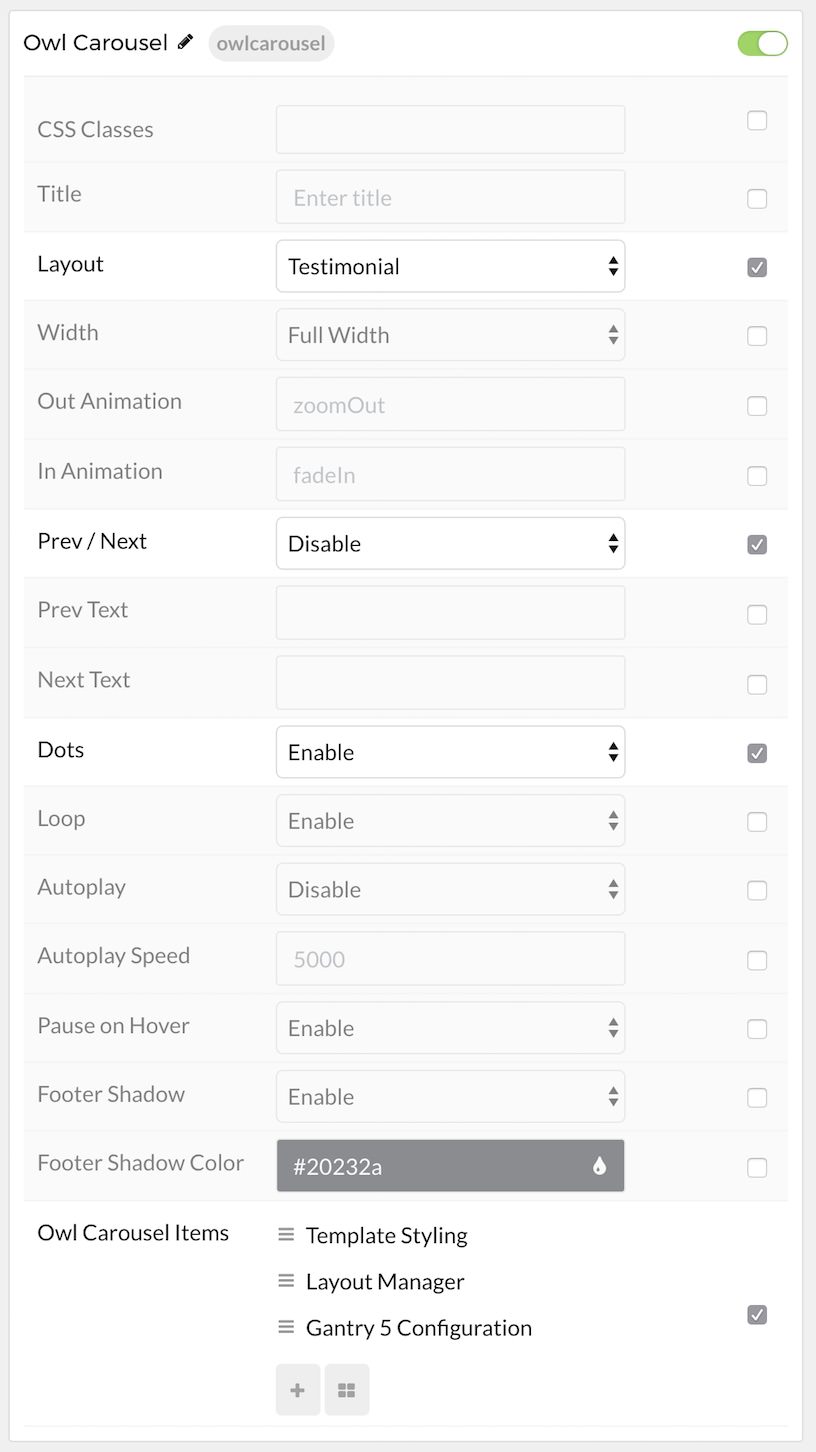 Owl Carousel owlcarousel
CSS Classes
Title Enter title
Layout Testimonial
Width Full Width
Out Animation zoomOut
In Animation fadeIn
Prev / Next Disable
Prev Text
Next Text
Dots Enable
Loop Enable
Autoplay Disable
Autoplay Speed 5000
Pause on Hover Enable
Footer Shadow Enable
Footer Shadow Color #20232a
Owl Carousel Items Template Styling
Layout Manager
Gantry 5 Configuration